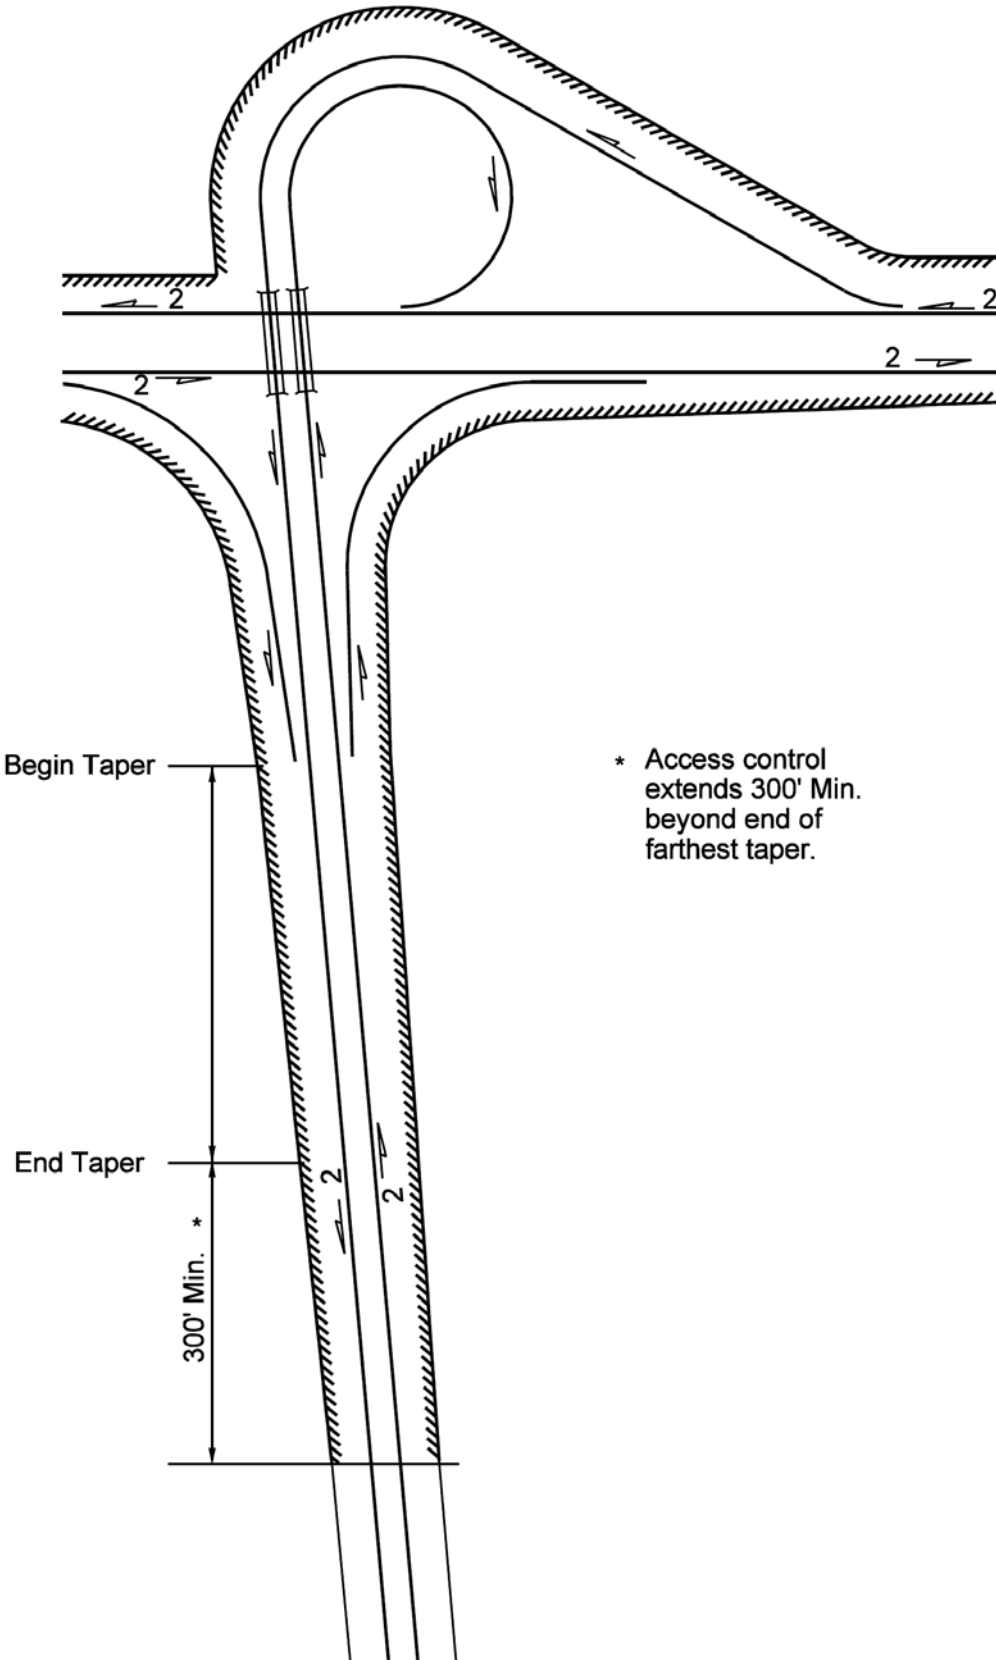 2
2
2
2
Begin Taper
* Access control
extends 300' Min.
beyond end of
farthest taper.
End Taper
2
2
300' Min. *